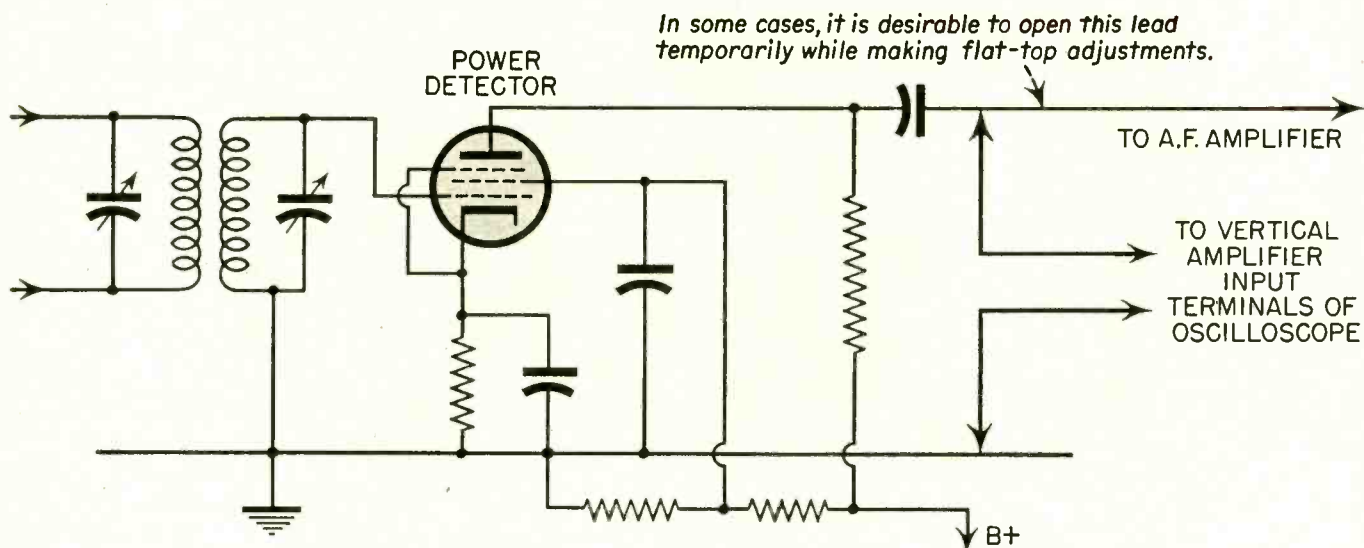 In some cases, it is desirable to open this lead
temporarily while making flat-top adjustments.
POWER
DETECTOR
TO A.F. AMPLIFIER
TO VERTICAL
AMPLIFIER
INPUT
TERMINALS OF
OSCILLOSCOPE
B+